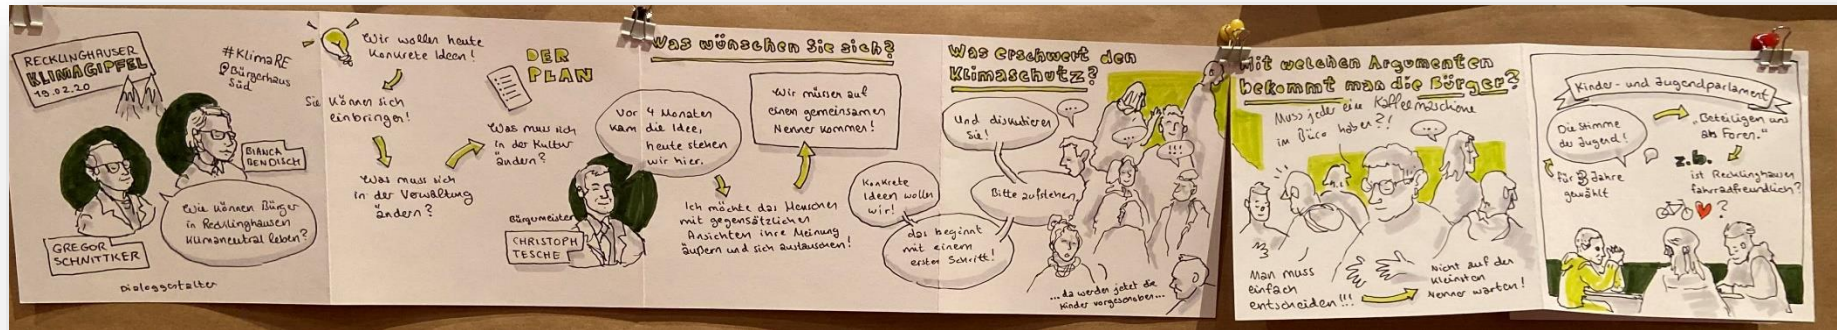 RECKLINGHÄUSER
KLIMAGIPFEL
19.02.20
#KlimaRE
@Bürgerhaus
Süd
BIANCA
BENDISCH
GREGOR
SCHNITTKER
Wie können Bürger
in Recklinghausen
klimaneutral leben?
Dialoggestalter
Wir wollen heute
konkrete Ideen!
Sie können sich
einbringen!
Was muss sich
in der Verwaltung
ändern?
Was muss sich
in der Kultur
ändern?
DER
PLAN
Vor 4 Monaten
kam die Idee,
heute stehen
wir hier.
Bürgermeister
CHRISTOPH
TESCHE
Was wünschen Sie sich?
Wir müssen auf
einen gemeinsamen
Nenner kommen!
Ich möchte das Menschen
mit gegensätzlichen
Ansichten ihre Meinung
äußern und sich austauschen!
Konkrete
Ideen wollen
wir!
das beginnt
mit einem
ersten Schritt!
Was erschwert den
Klimaschutz?
Und diskutieren
Sie!
Bitte aufstehen
...
...
!!!
...da werden jetzt die
Kinder vorgeschoben...
Mit welchen Argumenten
bekommt man die Bürger?
Muss jeder eine Kaffeemaschine
im Büro haben?!
...
Man muss
einfach
entscheiden!!!
Nicht auf den
kleinsten
Nenner warten!
Kinder- und Jugendparlament
Die Stimme
der Jugend!
für 3 Jahre
gewählt
"Beteiligen uns
an Foren."
z.b.
ist Recklinghausen
fahrradfreundlich?
?